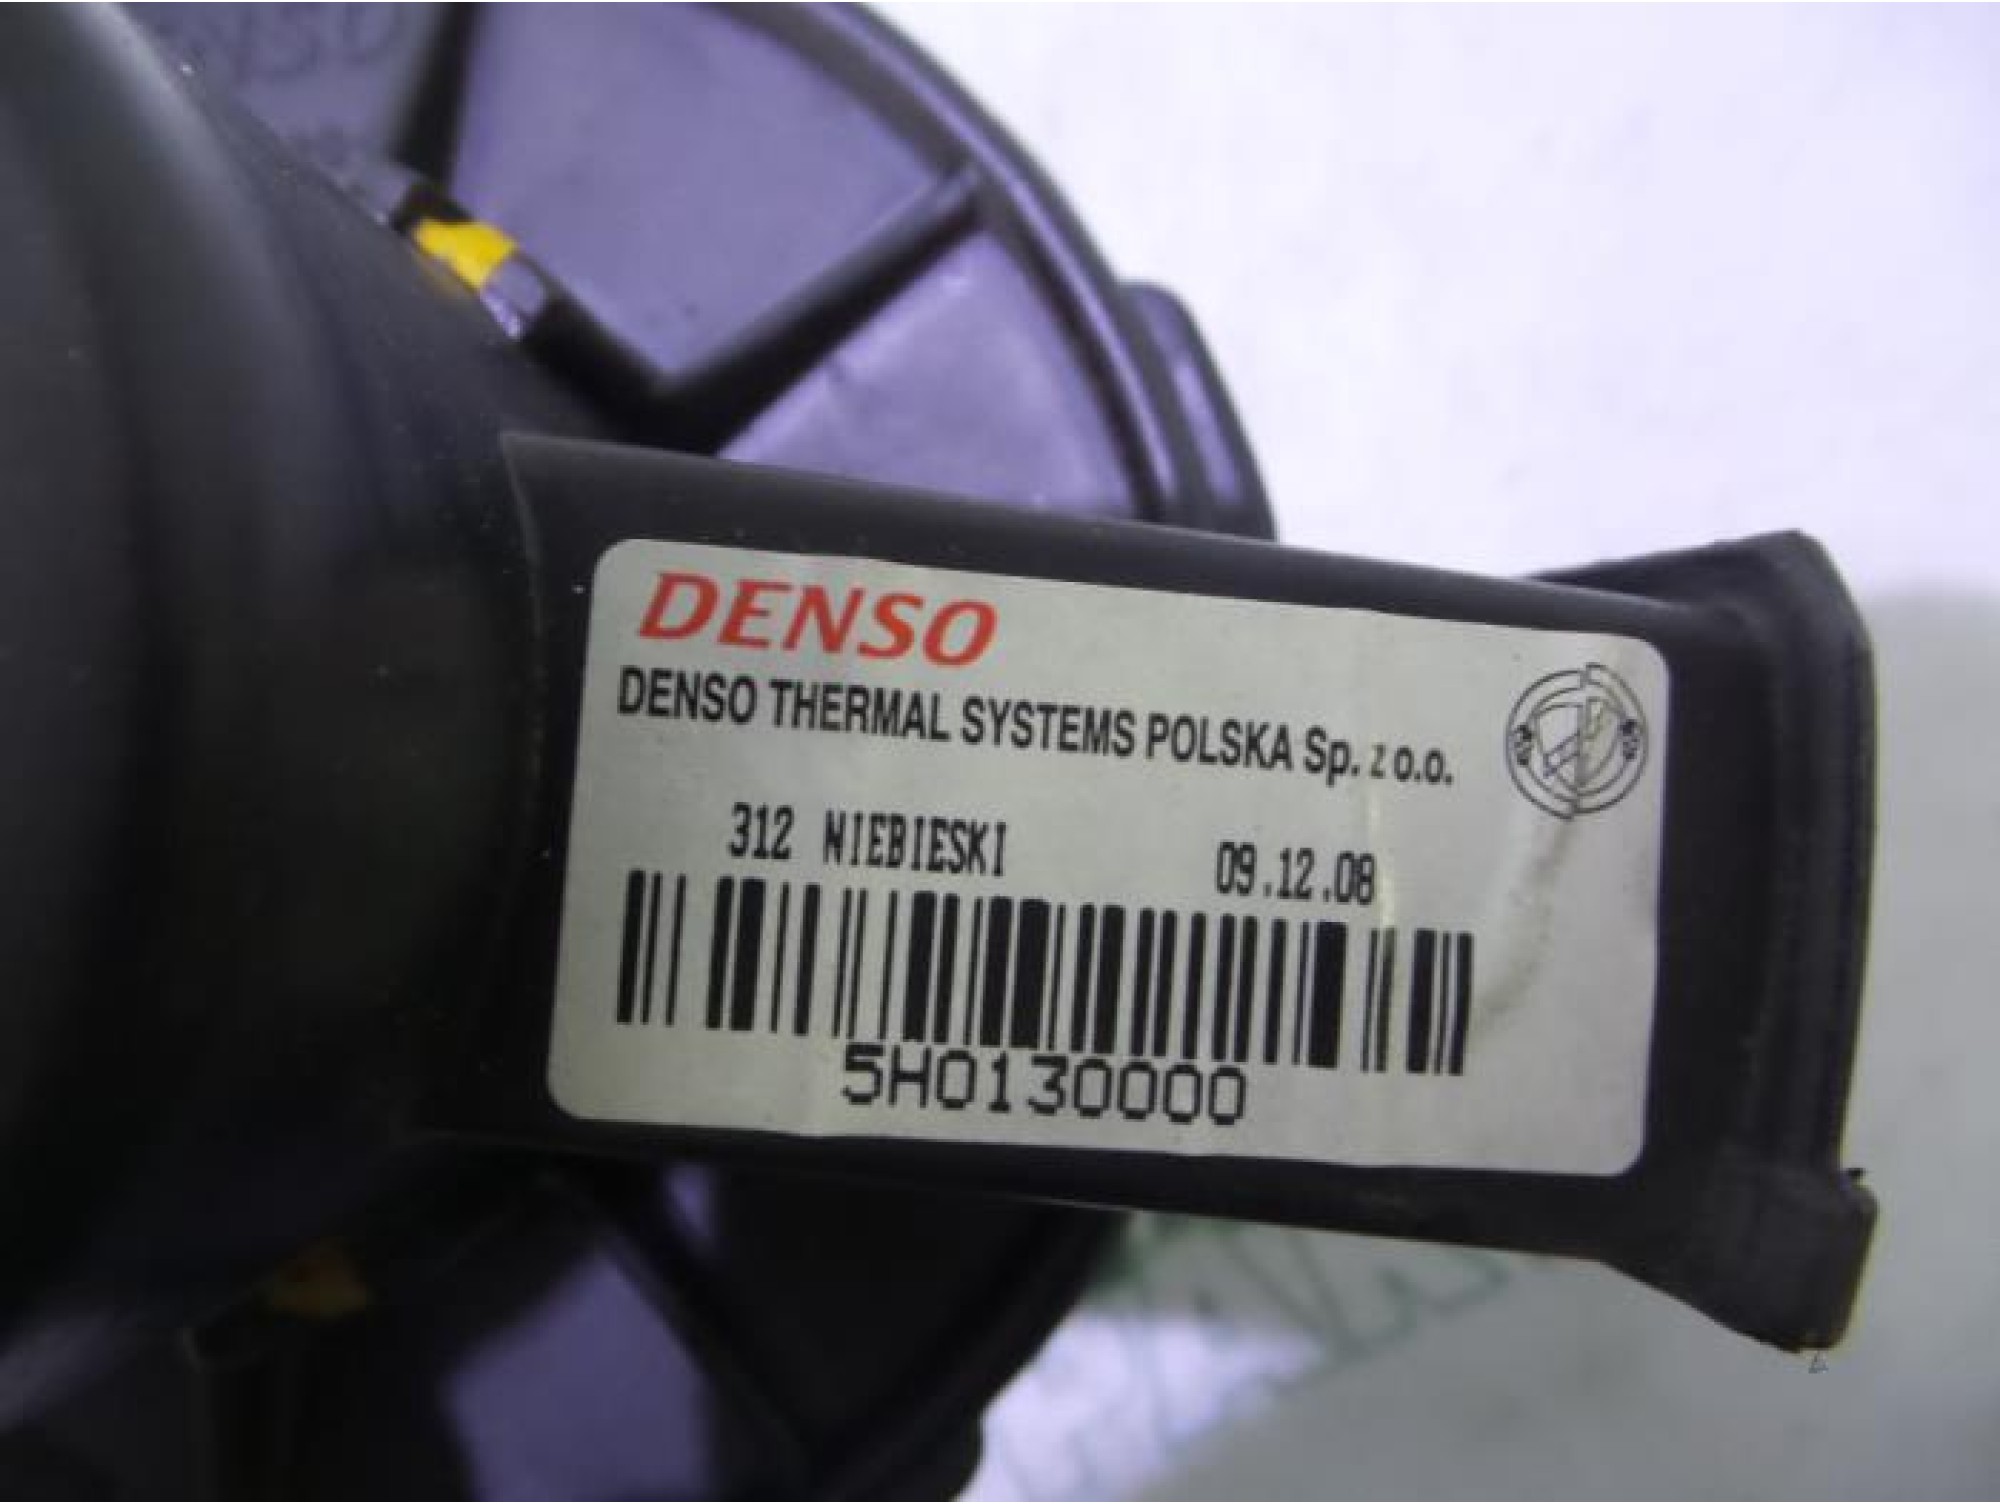 DENSO
DENSO THERMAL SYSTEMS POLSKA Sp. z o.o.
312 NIEBIESKI 09.12.08
5H0130000